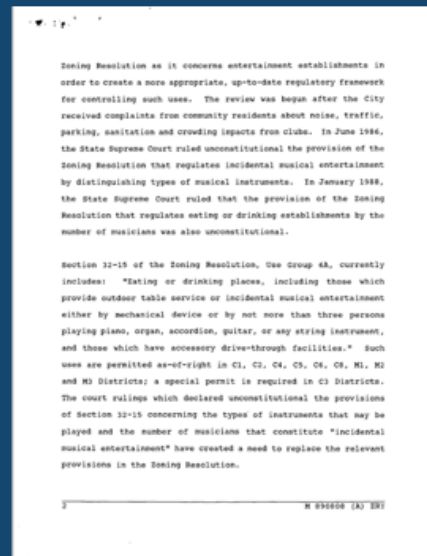 Zoning Resolution as it concerns entertainment establishments in
order to create a more appropriate, up-to-date regulatory framework
for controlling such uses. The review was begun after the City
received complaints from community residents about noise, traffic,
parking, sanitation and crowding impacts from clubs. In June 1986,
the State Supreme Court ruled unconstitutional the provision of the
Zoning Resolution that regulates incidental musical entertainment
by distinguishing types of musical instruments. In January 1988,
the State Supreme Court ruled that the provision of the Zoning
Resolution that regulates eating or drinking establishments by the
number of musicians was also unconstitutional.
Section 32-15 of the Zoning Resolution, Use Group 6A, currently
includes: "Eating or drinking places, including those which
provide outdoor table service or incidental musical entertainment
either by mechanical device or by not more than three persons
playing piano, organ, accordion, guitar, or any string instrument,
and those which have accessory drive-through facilities." Such
uses are permitted as-of-right in C1, C2, C4, C5, C6, C8, M1, M2
and M3 Districts; a special permit is required in C3 Districts.
The court rulings which declared unconstitutional the provisions
of Section 32-15 concerning the types of instruments that may be
played and the number of musicians that constitute "incidental
musical entertainment" have created a need to replace the relevant
provisions in the Zoning Resolution.
2 N 890808 (A) ZRY